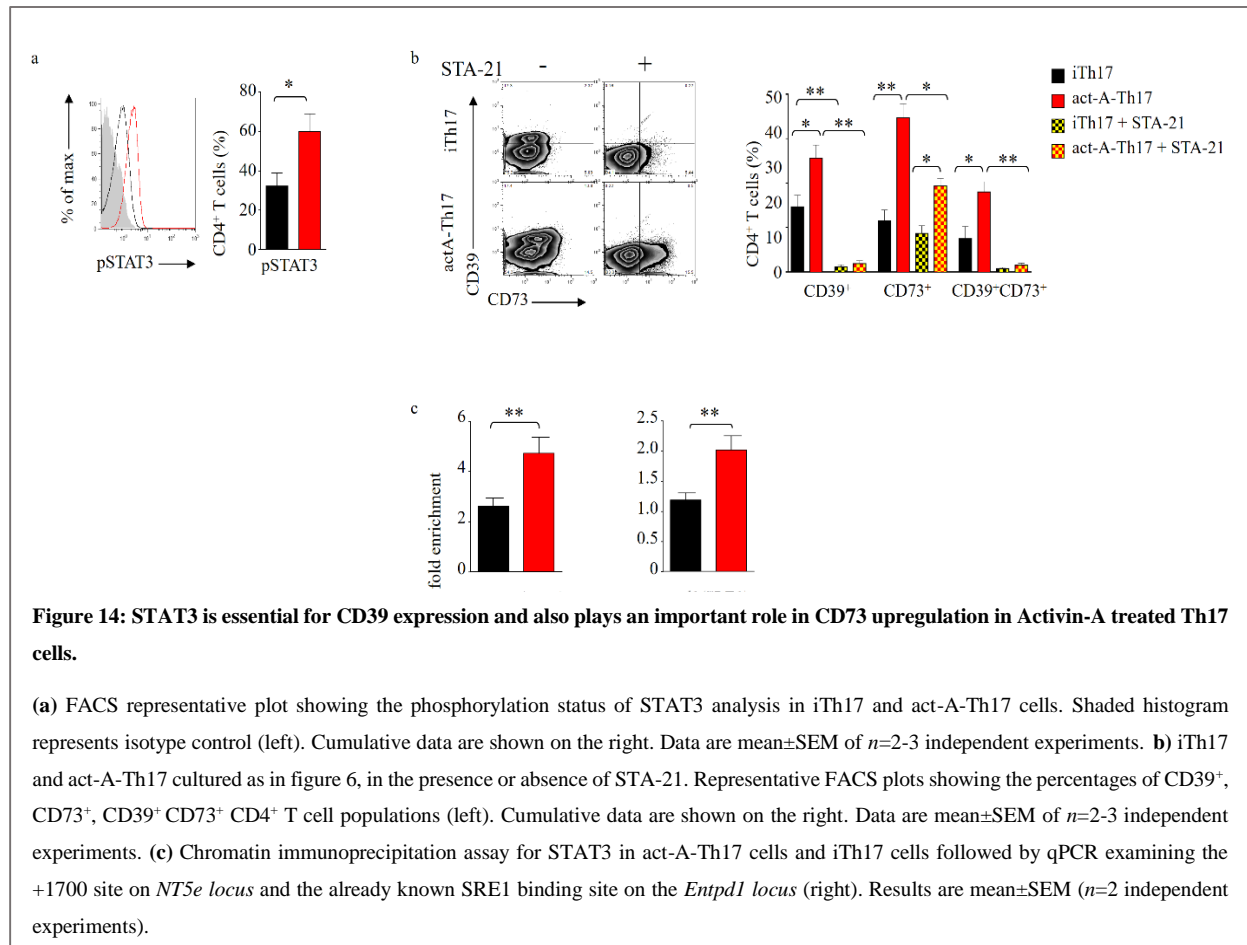 a
% of max
pSTAT3
CD4+ T cells (%)
80
60
40
20
0
*
pSTAT3
b
STA-21 - +
iTh17
actA-Th17
CD39
CD73
CD4+ T cells (%)
50
40
30
20
10
0
** ** *
* ** * * **
CD39+ CD73+ CD39+CD73+
iTh17
act-A-Th17
iTh17 + STA-21
act-A-Th17 + STA-21
c
fold enrichment
6
4
2
0
**
2.5
2.0
1.5
1.0
0.5
0
**
Figure 14: STAT3 is essential for CD39 expression and also plays an important role in CD73 upregulation in Activin-A treated Th17
cells.
(a) FACS representative plot showing the phosphorylation status of STAT3 analysis in iTh17 and act-A-Th17 cells. Shaded histogram
represents isotype control (left). Cumulative data are shown on the right. Data are mean±SEM of n=2-3 independent experiments. b) iTh17
and act-A-Th17 cultured as in figure 6, in the presence or absence of STA-21. Representative FACS plots showing the percentages of CD39+,
CD73+, CD39+ CD73+ CD4+ T cell populations (left). Cumulative data are shown on the right. Data are mean±SEM of n=2-3 independent
experiments. (c) Chromatin immunoprecipitation assay for STAT3 in act-A-Th17 cells and iTh17 cells followed by qPCR examining the
+1700 site on NT5e locus and the already known SRE1 binding site on the Entpd1 locus (right). Results are mean±SEM (n=2 independent
experiments).